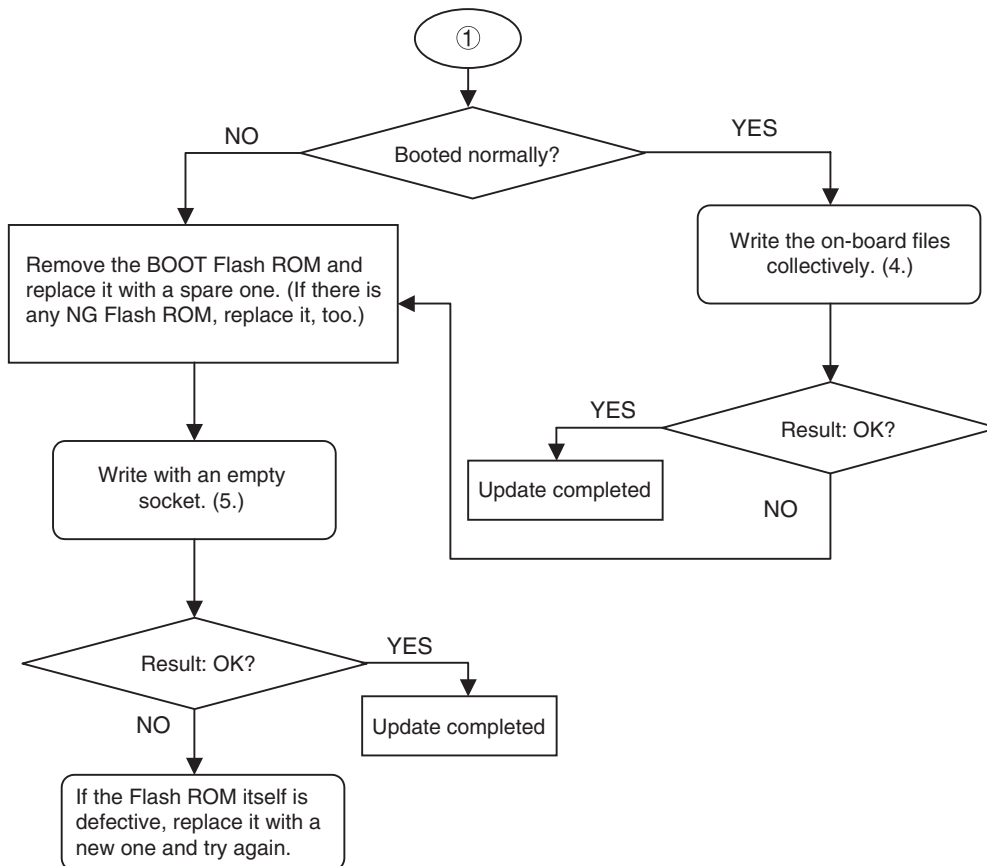 ①
Booted normally?
NO
YES
Remove the BOOT Flash ROM and
replace it with a spare one. (If there is
any NG Flash ROM, replace it, too.)
Write the on-board files
collectively. (4.)
YES
Result: OK?
Update completed
NO
Write with an empty
socket. (5.)
Result: OK?
YES
NO
Update completed
If the Flash ROM itself is
defective, replace it with a
new one and try again.